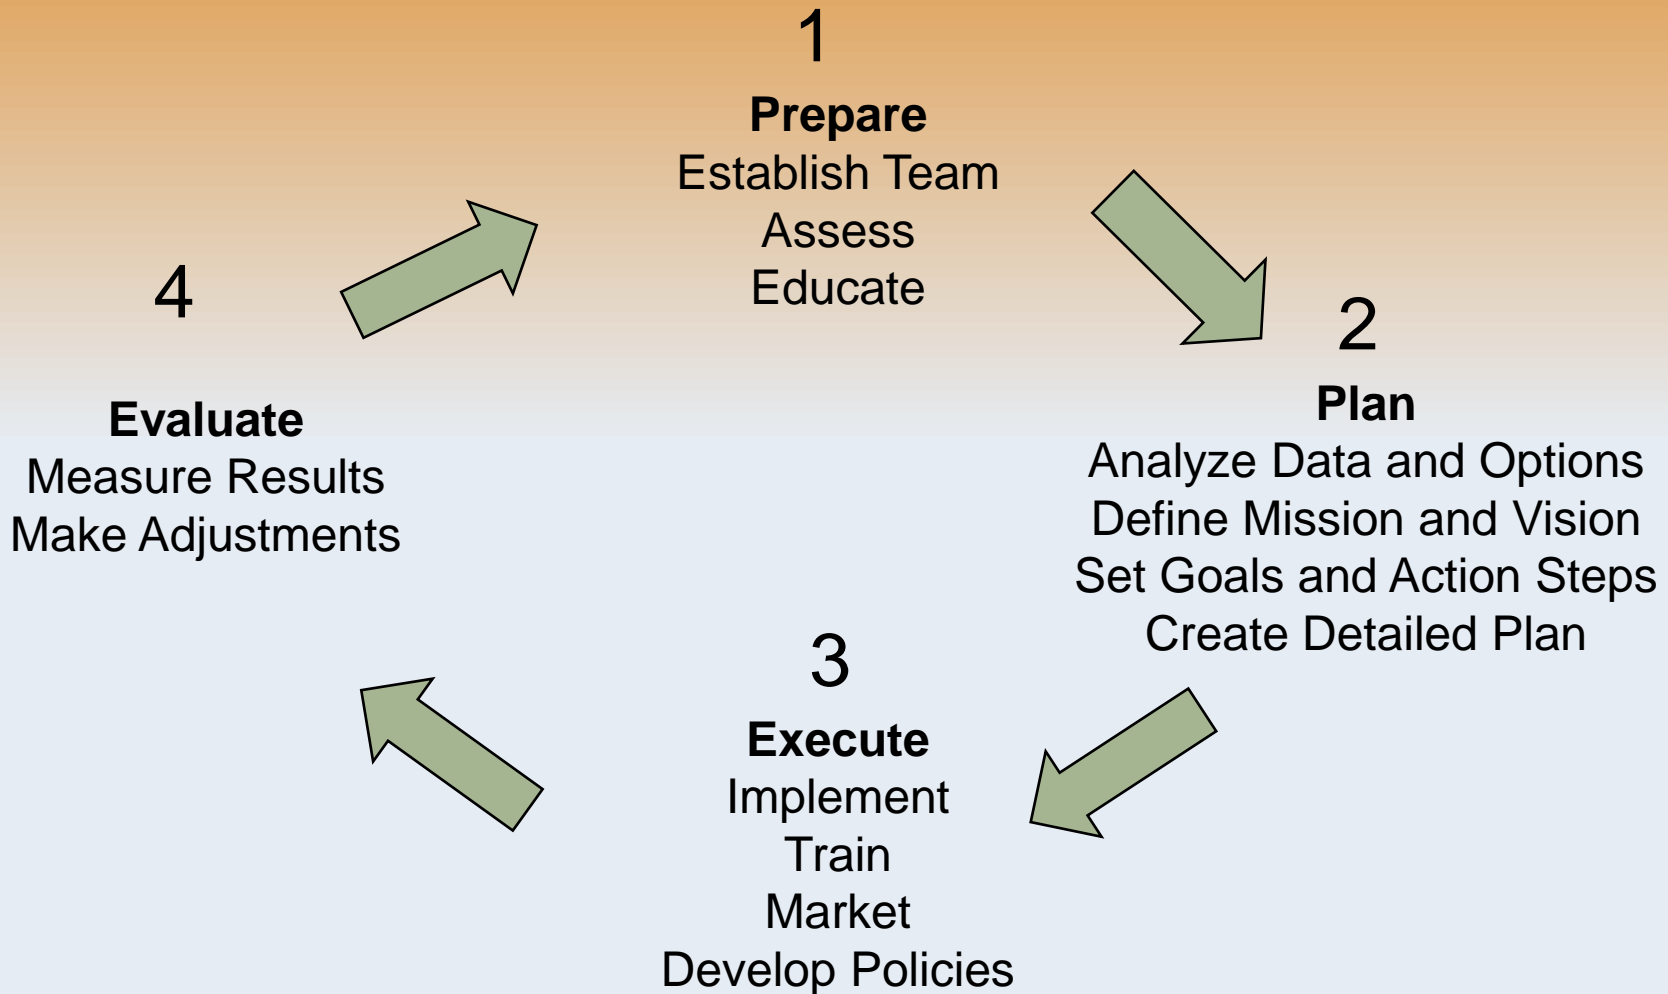 1
Prepare
Establish Team
Assess
Educate
2
Plan
Analyze Data and Options
Define Mission and Vision
Set Goals and Action Steps
Create Detailed Plan
3
Execute
Implement
Train
Market
Develop Policies
4
Evaluate
Measure Results
Make Adjustments